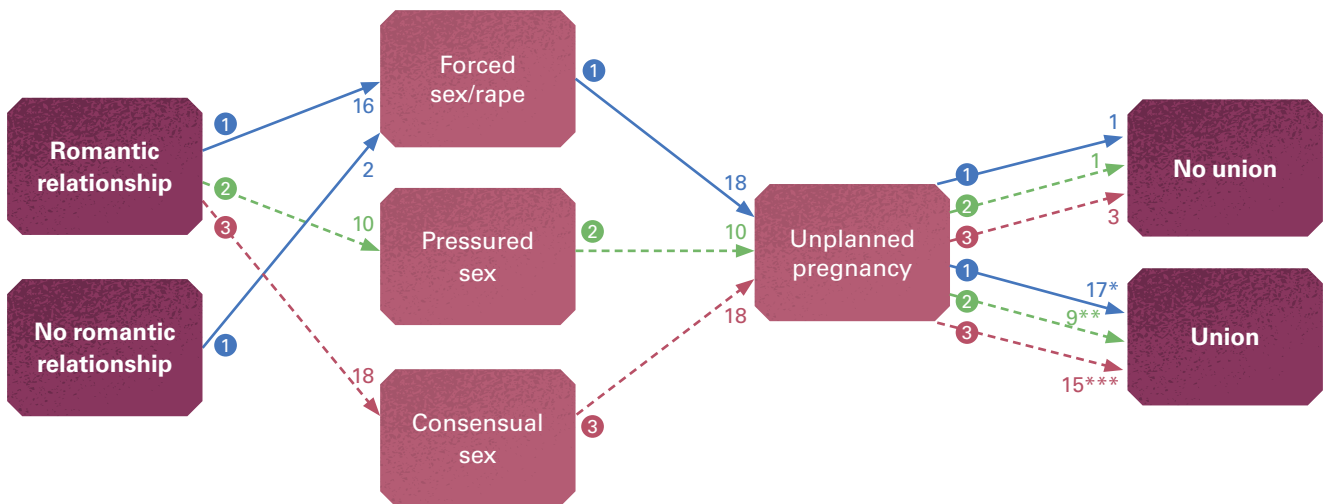 Romantic
relationship
No romantic
relationship
1
16
2
2
3
1
10
18
Forced
sex/rape
Pressured
sex
Consensual
sex
1
2
3
18
10
18
Unplanned
pregnancy
1
2
3
1
2
3
1
1
3
17*
9**
15***
No union
Union